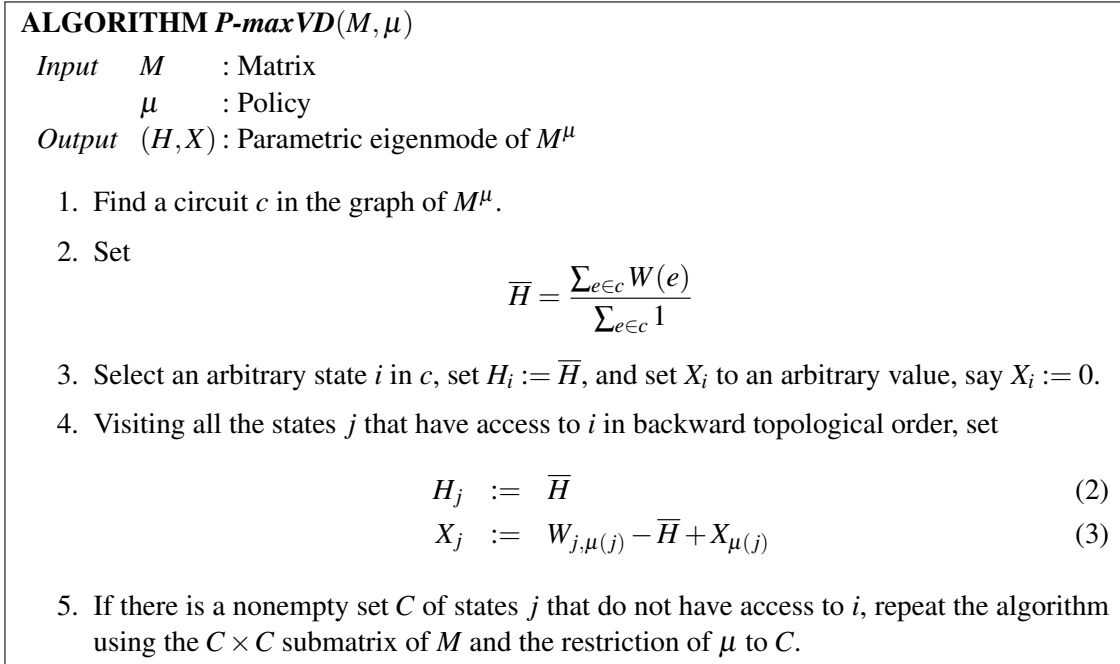 ALGORITHM P-maxVD(M, μ)
Input M : Matrix
μ : Policy
Output (H, X) : Parametric eigenmode of M^μ
1. Find a circuit c in the graph of M^μ.
2. Set
H̅ = ∑_{e∈c} W(e) / ∑_{e∈c} 1
3. Select an arbitrary state i in c, set H_i := H̅, and set X_i to an arbitrary value, say X_i := 0.
4. Visiting all the states j that have access to i in backward topological order, set
H_j := H̅ (2)
X_j := W_{j,μ(j)} − H̅ + X_{μ(j)} (3)
5. If there is a nonempty set C of states j that do not have access to i, repeat the algorithm
using the C × C submatrix of M and the restriction of μ to C.